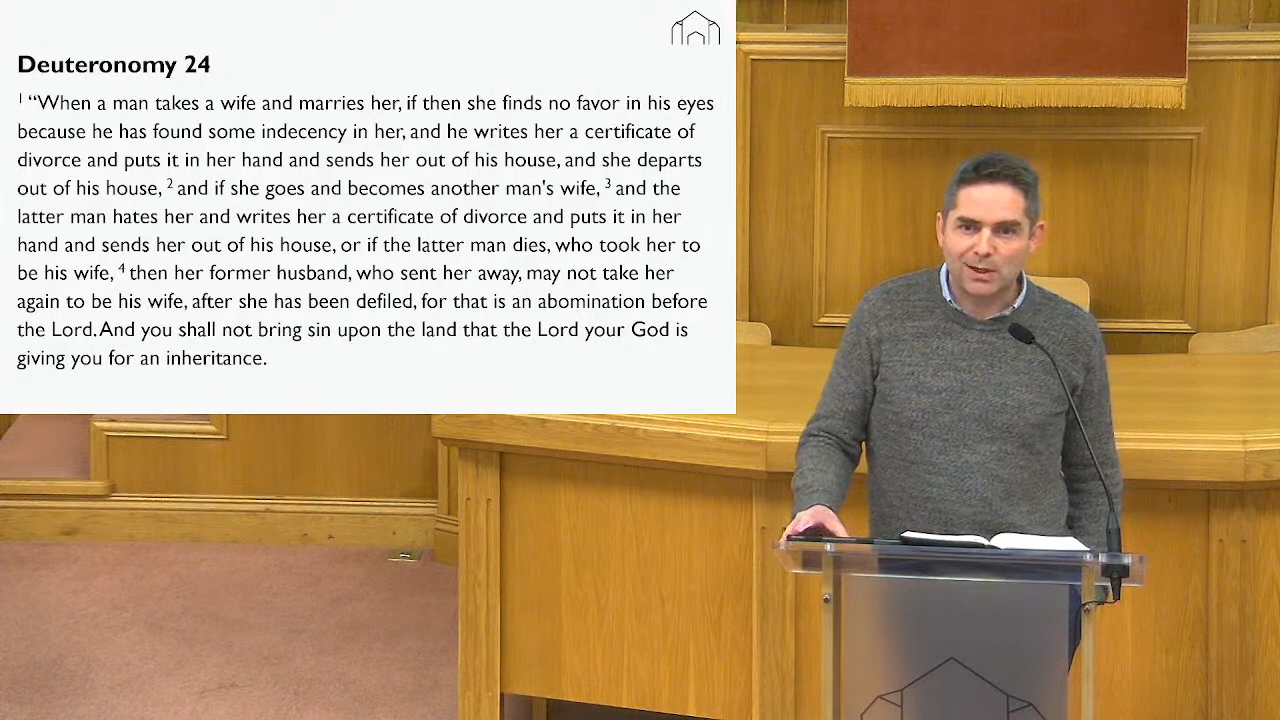 Deuteronomy 24
1 “When a man takes a wife and marries her, if then she finds no favor in his eyes
because he has found some indecency in her, and he writes her a certificate of
divorce and puts it in her hand and sends her out of his house, and she departs
out of his house, 2 and if she goes and becomes another man's wife, 3 and the
latter man hates her and writes her a certificate of divorce and puts it in her
hand and sends her out of his house, or if the latter man dies, who took her to
be his wife, 4 then her former husband, who sent her away, may not take her
again to be his wife, after she has been defiled, for that is an abomination before
the Lord. And you shall not bring sin upon the land that the Lord your God is
giving you for an inheritance.